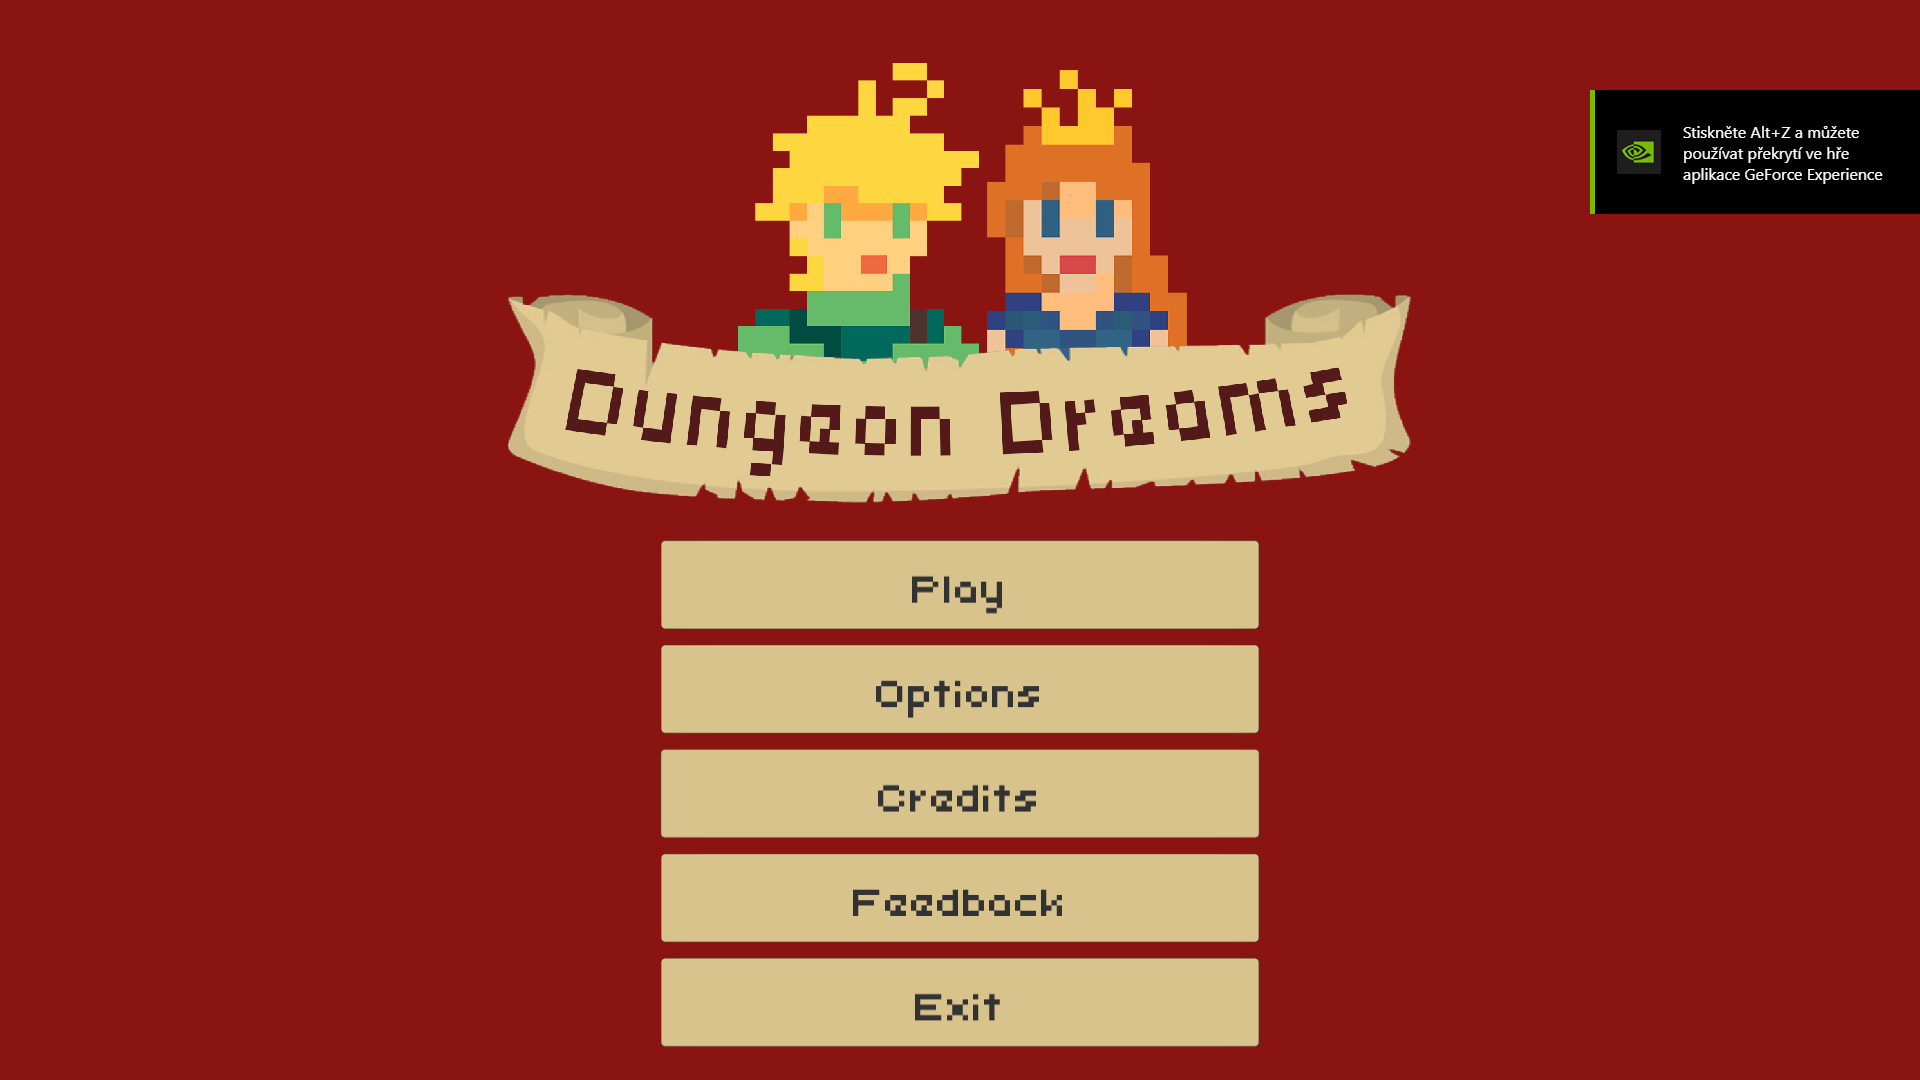 Stiskněte Alt+Z a můžete
používat překrytí ve hře
aplikace GeForce Experience
Dungeon Dreams
Play
Options
Credits
Feedback
Exit